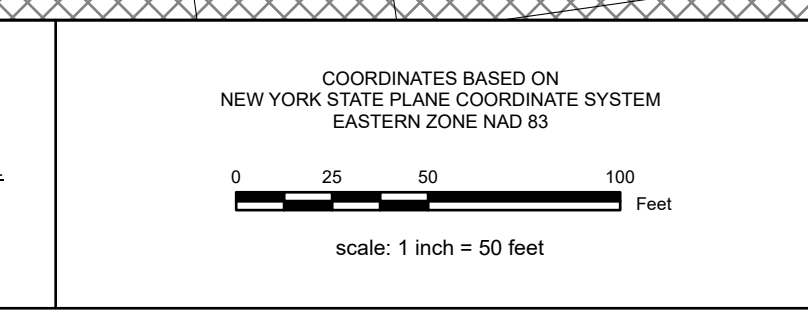 COORDINATES BASED ON
NEW YORK STATE PLANE COORDINATE SYSTEM
EASTERN ZONE NAD 83
0 25 50 100
Feet
scale: 1 inch = 50 feet